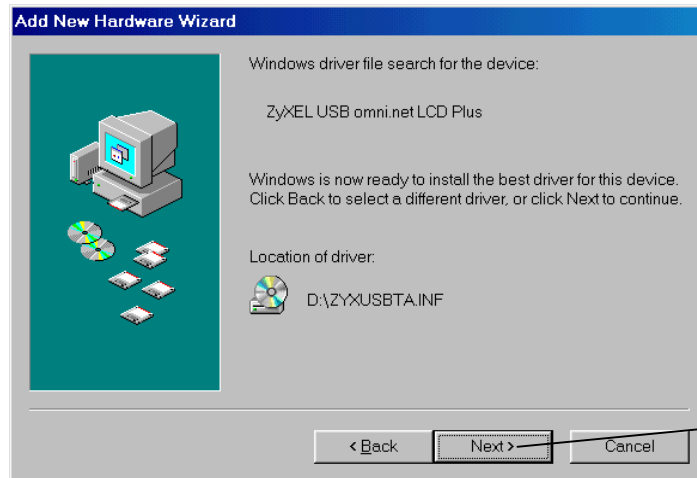 Add New Hardware Wizard
Windows driver file search for the device:
ZyXEL USB omni.net LCD Plus
Windows is now ready to install the best driver for this device.
Click Back to select a different driver, or click Next to continue.
Location of driver:
D:\ZYXUSBTA.INF
< Back Next > Cancel